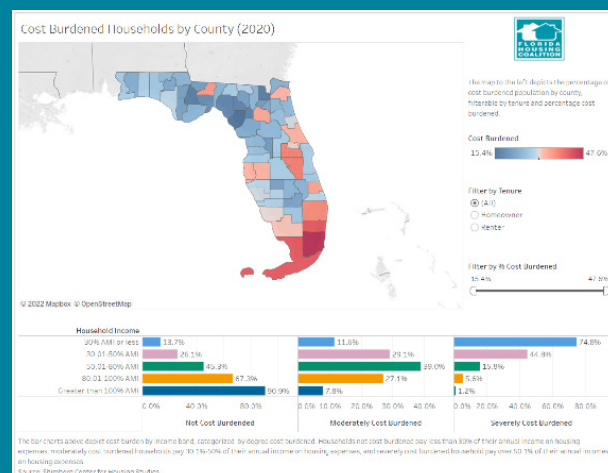 Cost Burdened Households by County (2020)
FLORIDA
HOUSING
COALITION
The map to the left depicts the percentage of
cost burdened population by county,
filterable by tenure and percentage cost
burdened.
Cost Burdened
15.4% 47.6%
Filter by Tenure
(All)
Homeowner
Renter
Filter by % Cost Burdened
15.4% 47.6%
© 2022 Mapbox © OpenStreetMap
Household Income
30% AMI or less 13.7% 11.6% 74.8%
30.01-50% AMI 26.1% 29.1% 44.8%
50.01-80% AMI 45.3% 39.0% 15.8%
80.01-100% AMI 67.3% 27.1% 5.6%
Greater than 100% AMI 90.9% 7.8% 1.2%
0.0% 40.0% 80.0% 0.0% 10.0% 20.0% 30.0% 40.0% 0.0% 20.0% 40.0% 60.0% 80.0%
Not Cost Burdened Moderately Cost Burdened Severely Cost Burdened
The bar charts above depict cost burden by income band, categorized by degree cost burdened. Households not cost burdened pay less than 30% of their annual income on housing
expenses, moderately cost burdened households pay 30.1%-50% of their annual income on housing expenses, and severely cost burdened household pay over 50.1% of their annual income
on housing expenses.
Source: Shimberg Center for Housing Studies